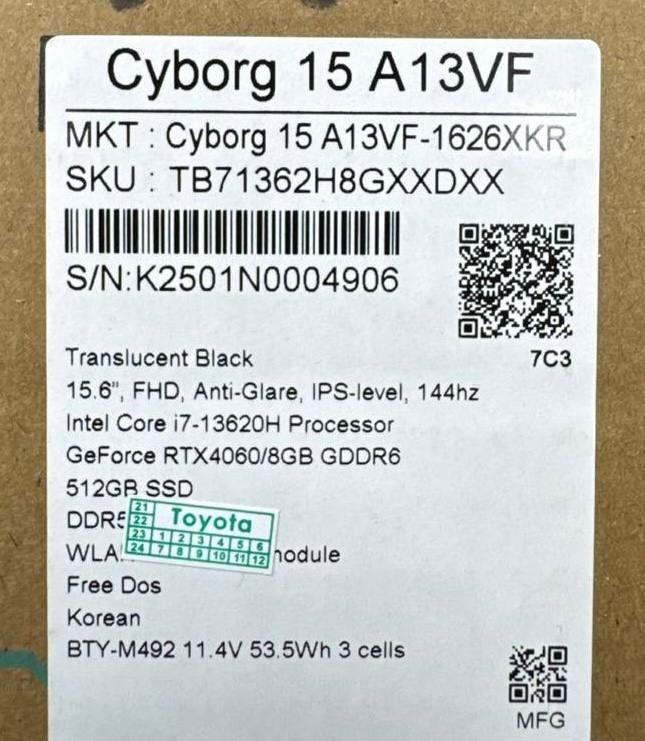 Cyborg 15 A13VF
MKT : Cyborg 15 A13VF-1626XKR
SKU : TB71362H8GXXDXX
S/N:K2501N0004906
7C3
Translucent Black
15.6", FHD, Anti-Glare, IPS-level, 144hz
Intel Core i7-13620H Processor
GeForce RTX4060/8GB GDDR6
512GB SSD
DDR5
21
22
23
24
Toyota
1 2 3 4 5 6
7 8 9 10 11 12
Free Dos
Korean
BTY-M492 11.4V 53.5Wh 3 cells
MFG